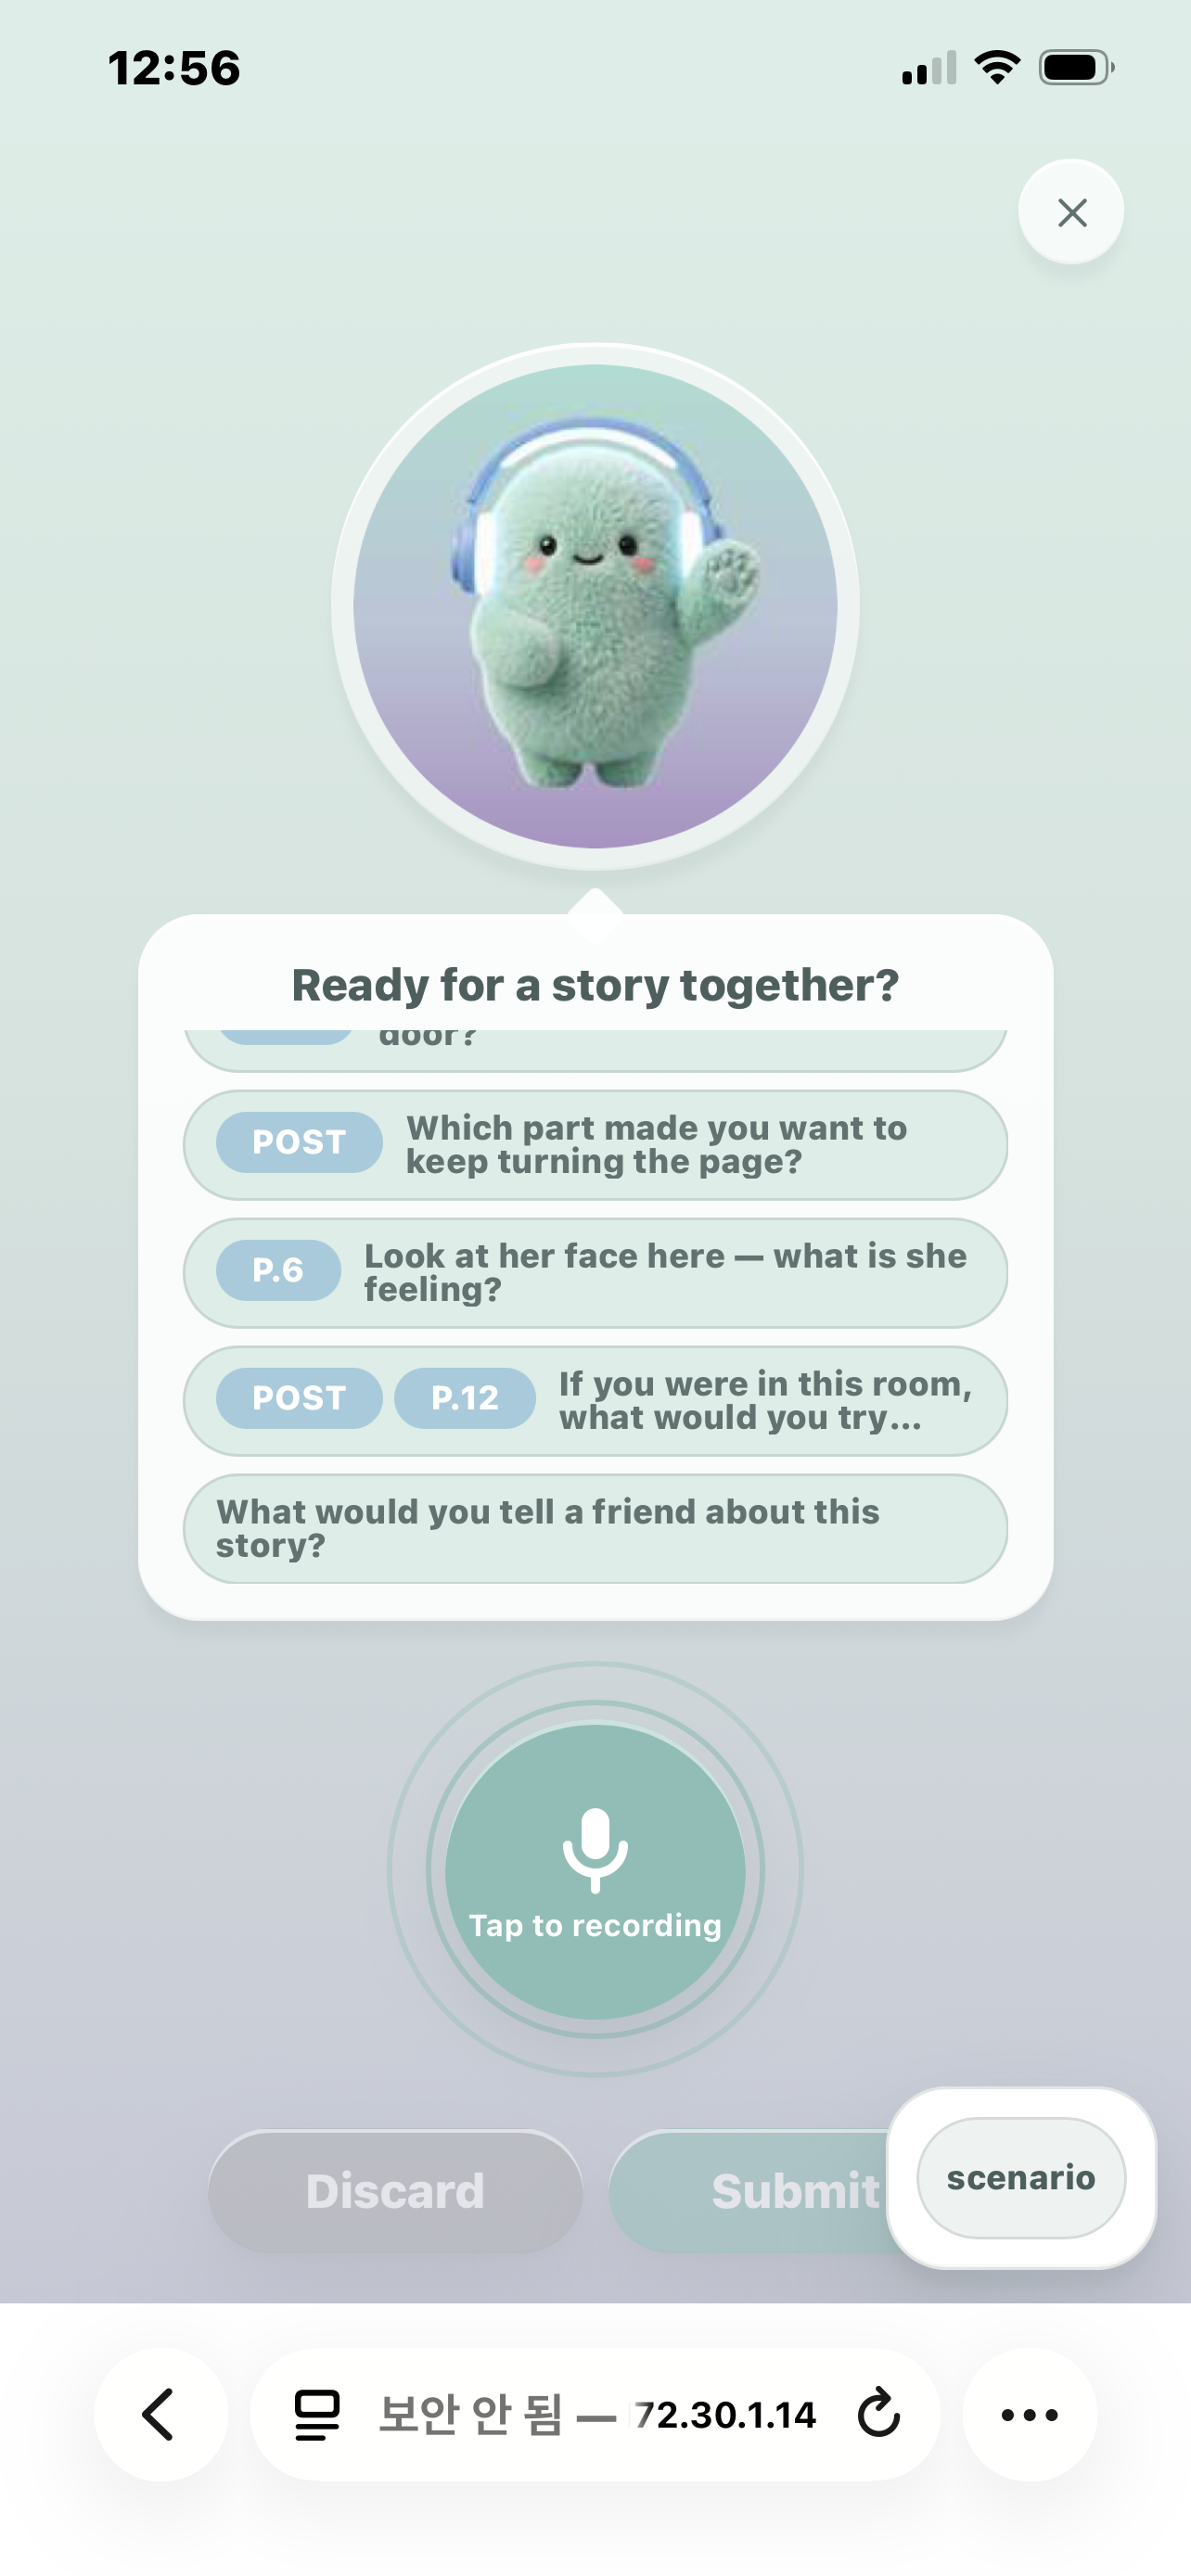 12:56
Ready for a story together?
door?
POST Which part made you want to
keep turning the page?
P.6 Look at her face here — what is she
feeling?
POST P.12 If you were in this room,
what would you try...
What would you tell a friend about this
story?
Tap to recording
Discard Submit scenario
보안 안 됨 — 72.30.1.14